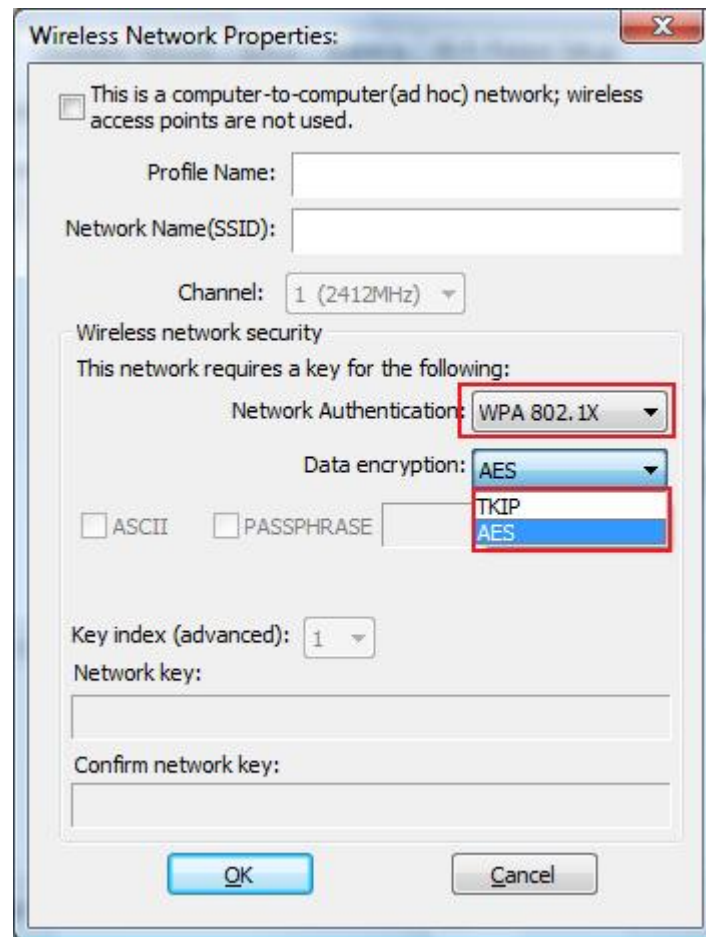 Wireless Network Properties:
This is a computer-to-computer(ad hoc) network; wireless
access points are not used.
Profile Name:
Network Name(SSID):
Channel: 1 (2412MHz)
Wireless network security
This network requires a key for the following:
Network Authentication: WPA 802.1X
Data encryption: AES
TKIP
ASCII PASSPHRASE AES
Key index (advanced): 1
Network key:
Confirm network key:
OK Cancel